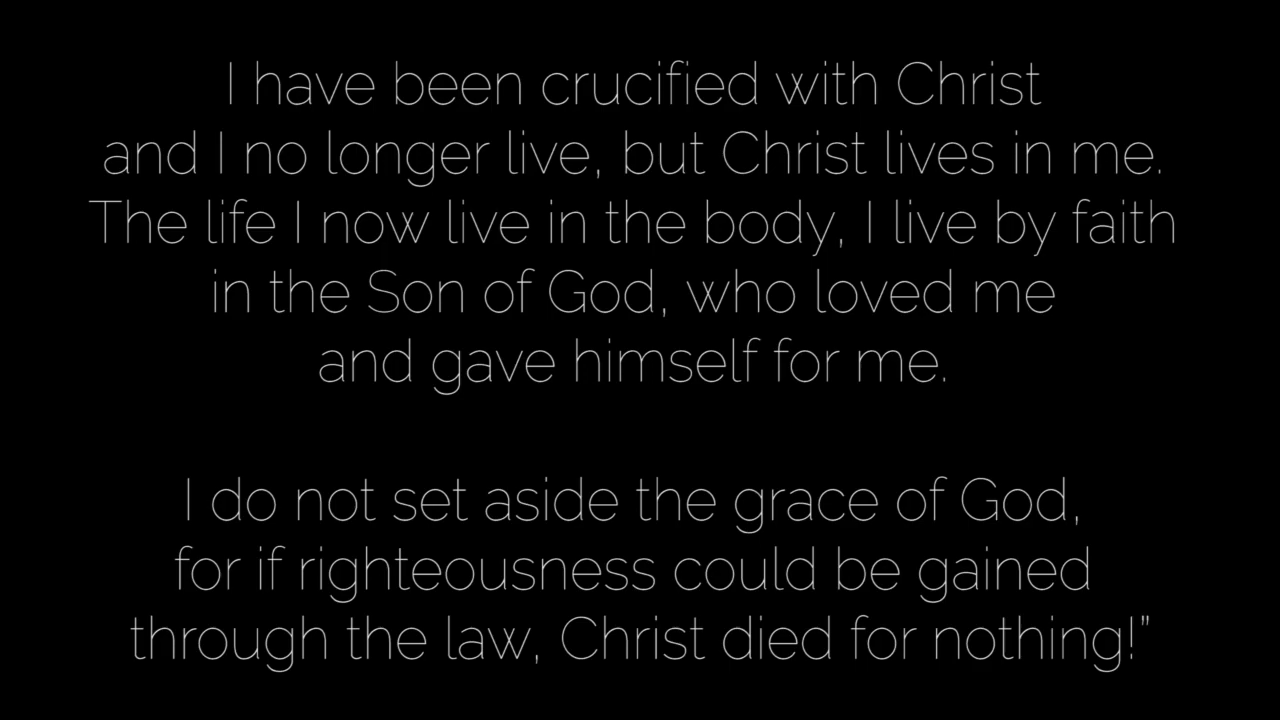 I have been crucified with Christ
and I no longer live, but Christ lives in me.
The life I now live in the body, I live by faith
in the Son of God, who loved me
and gave himself for me.
I do not set aside the grace of God,
for if righteousness could be gained
through the law, Christ died for nothing!”